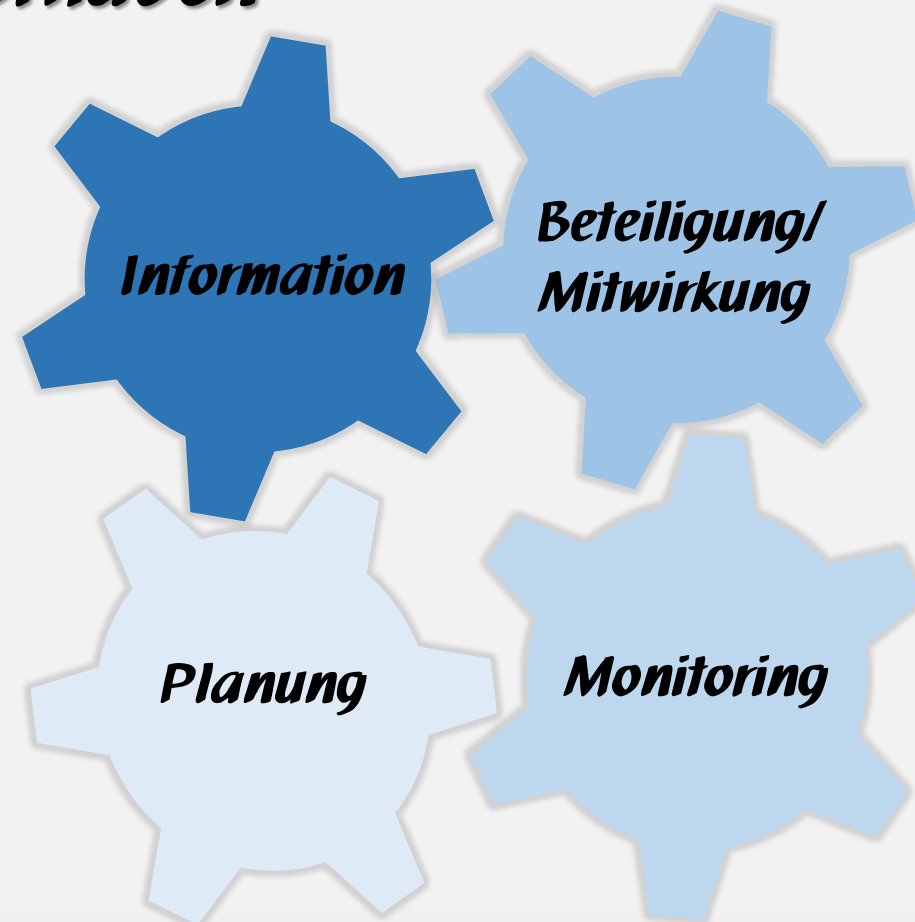 Information
Beteiligung/
Mitwirkung
Planung
Monitoring